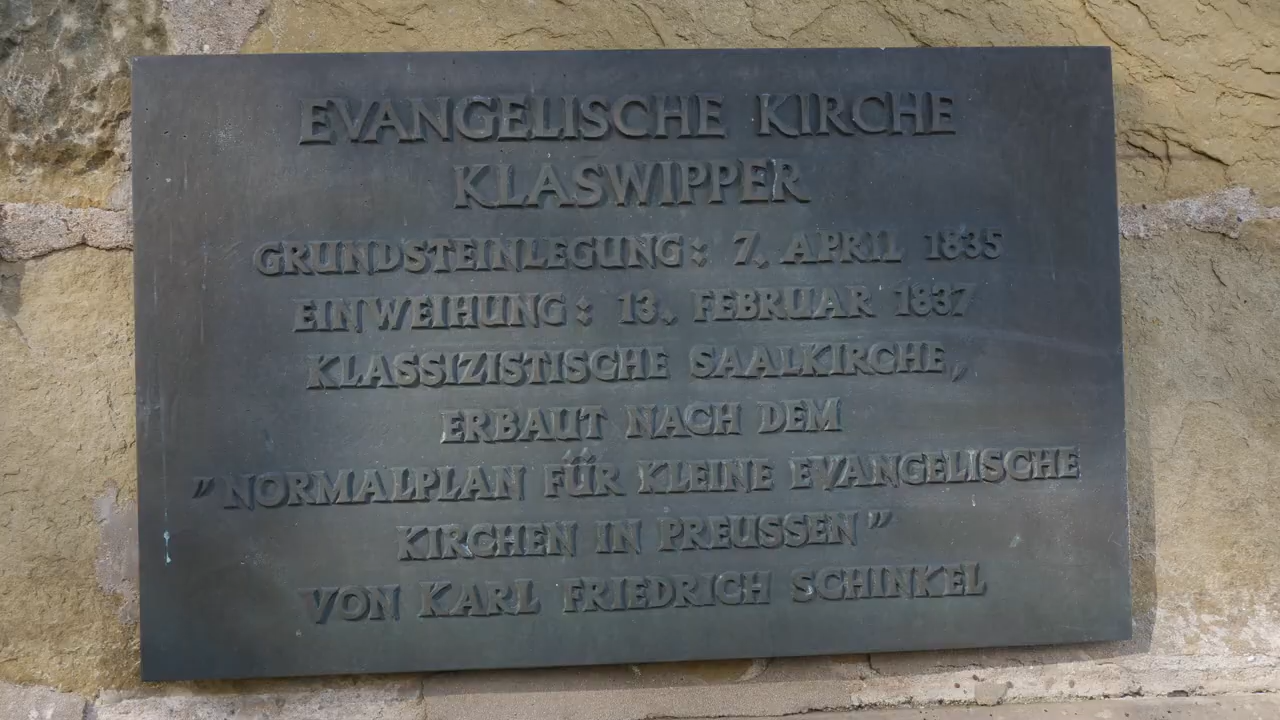 EVANGELISCHE KIRCHE
KLASWIPPER
GRUNDSTEINLEGUNG: 7. APRIL 1835
EINWEIHUNG: 13. FEBRUAR 1837
KLASSIZISTISCHE SAALKIRCHE,
ERBAUT NACH DEM
"NORMALPLAN FÜR KLEINE EVANGELISCHE
KIRCHEN IN PREUSSEN"
VON KARL FRIEDRICH SCHINKEL